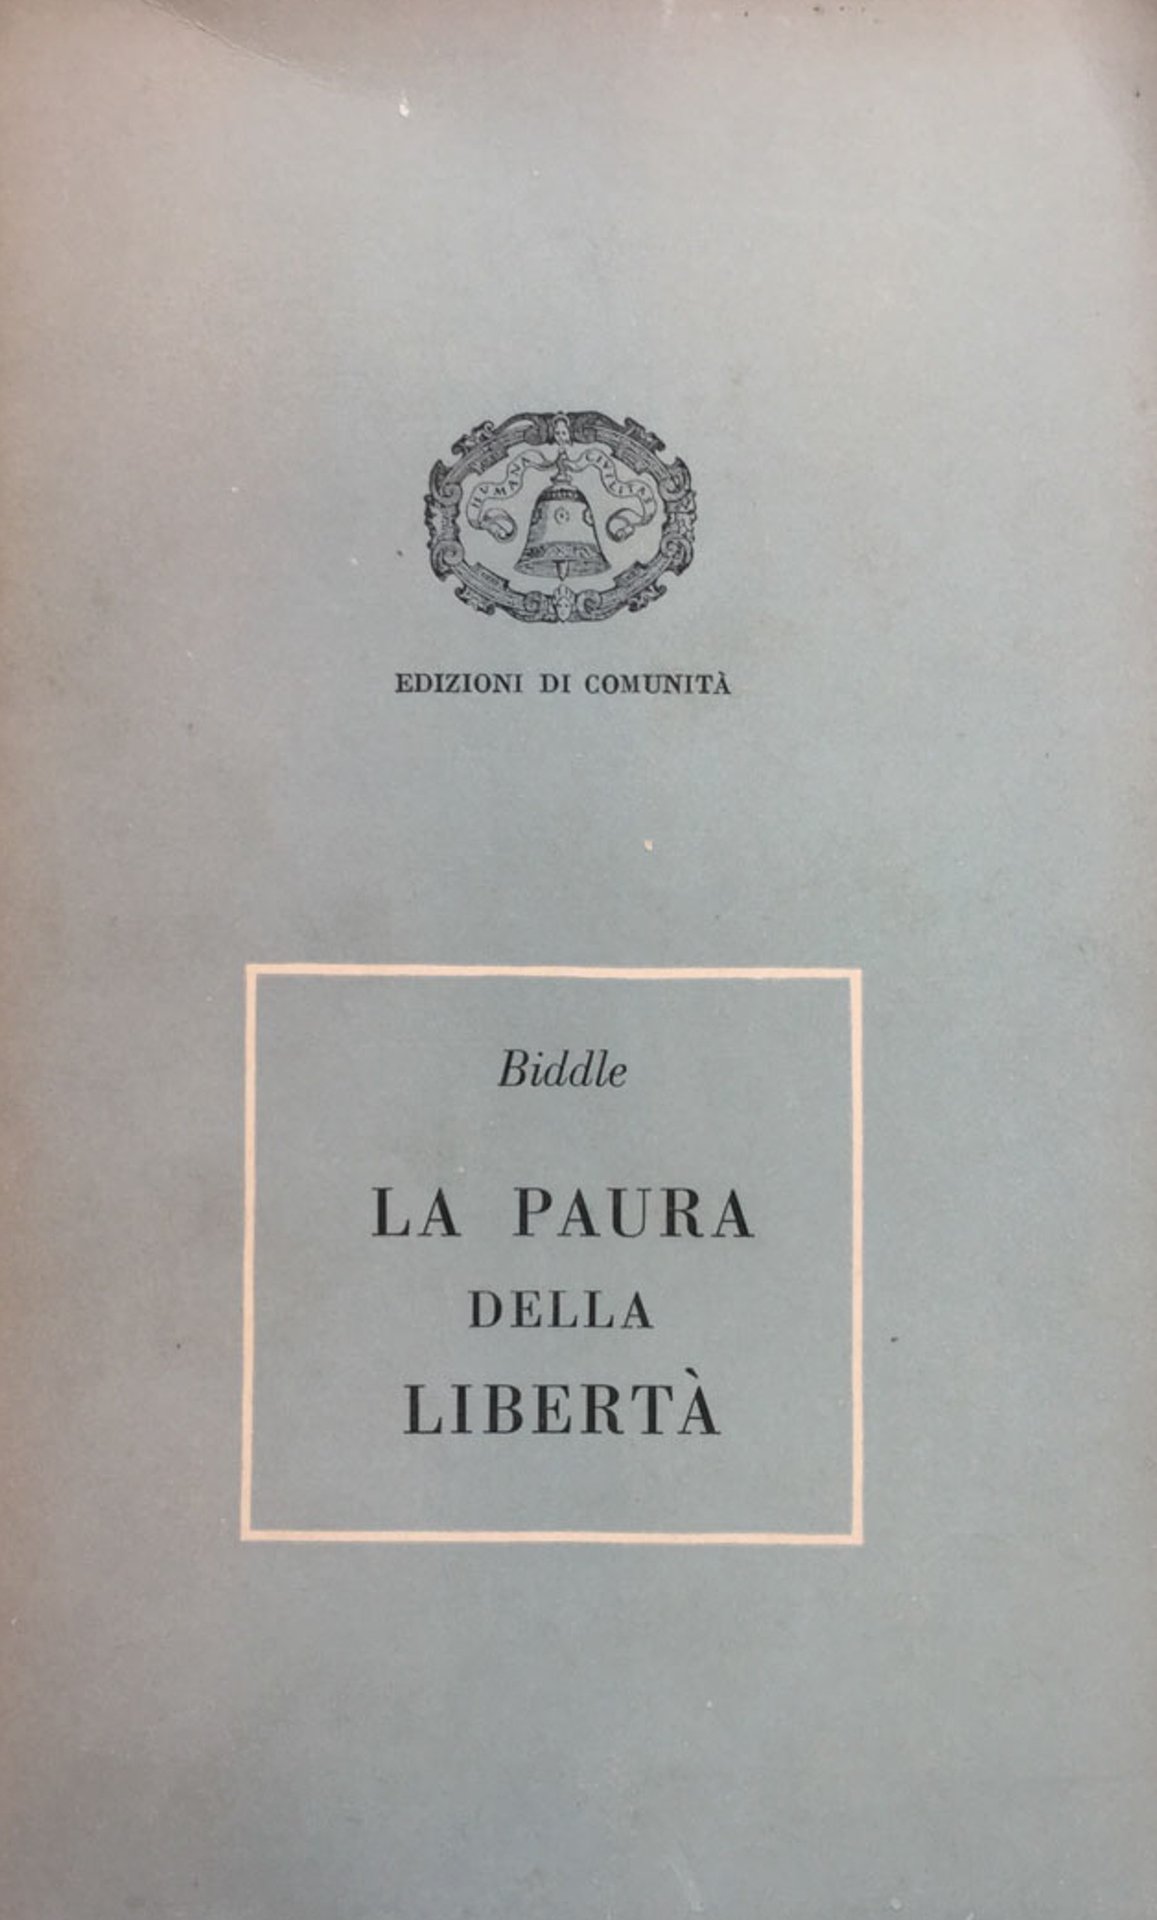 HUMANA CIVILITAS
EDIZIONI DI COMUNITÀ
Biddle
LA PAURA
DELLA
LIBERTÀ